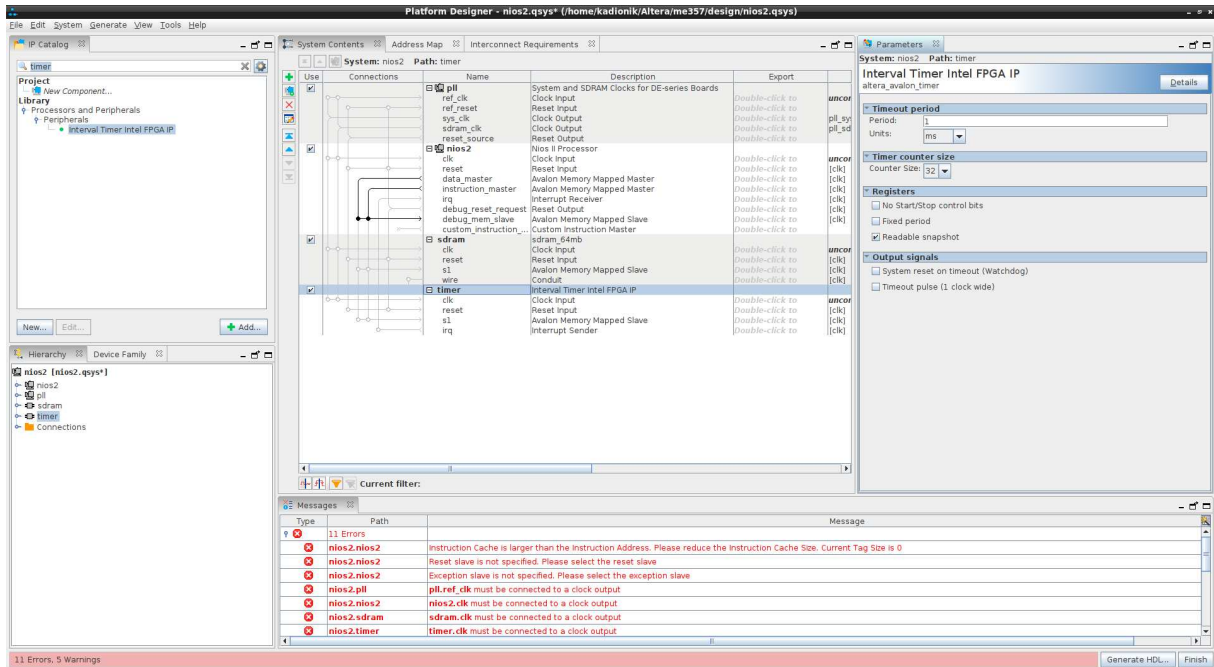 Platform Designer - nios2.qsys* (/home/kadionik/Altera/me357/design/nios2.qsys)
File Edit System Generate View Tools Help
IP Catalog
timer
Project
New Component...
Library
Processors and Peripherals
Peripherals
Interval Timer Intel FPGA IP
New... Edit... Add...
Hierarchy Device Family
nios2 [nios2.qsys*]
nios2
pll
sdram
timer
Connections
System Contents Address Map Interconnect Requirements
System: nios2 Path: timer
Use Connections Name Description Export
pll System and SDRAM Clocks for DE-series Boards
ref_clk Clock Input Double-click to uncon
ref_reset Reset Input Double-click to
sys_clk Clock Output Double-click to pll_sy
sdram_clk Clock Output Double-click to pll_sd
reset_source Reset Output Double-click to
nios2 Nios II Processor
clk Clock Input Double-click to uncon
reset Reset Input Double-click to [clk]
data_master Avalon Memory Mapped Master Double-click to [clk]
instruction_master Avalon Memory Mapped Master Double-click to [clk]
irq Interrupt Receiver Double-click to [clk]
debug_reset_request Reset Output Double-click to [clk]
debug_mem_slave Avalon Memory Mapped Slave Double-click to [clk]
custom_instruction_... Custom Instruction Master Double-click to
sdram sdram_64mb
clk Clock Input Double-click to uncon
reset Reset Input Double-click to [clk]
s1 Avalon Memory Mapped Slave Double-click to [clk]
wire Conduit Double-click to [clk]
timer Interval Timer Intel FPGA IP
clk Clock Input Double-click to uncon
reset Reset Input Double-click to [clk]
s1 Avalon Memory Mapped Slave Double-click to [clk]
irq Interrupt Sender Double-click to [clk]
Current filter:
Parameters
System: nios2 Path: timer
Interval Timer Intel FPGA IP
altera_avalon_timer
Details
Timeout period
Period: 1
Units: ms
Timer counter size
Counter Size: 32
Registers
No Start/Stop control bits
Fixed period
Readable snapshot
Output signals
System reset on timeout (Watchdog)
Timeout pulse (1 clock wide)
Messages
Type Path Message
11 Errors
nios2.nios2 Instruction Cache is larger than the Instruction Address. Please reduce the Instruction Cache Size. Current Tag Size is 0
nios2.nios2 Reset slave is not specified. Please select the reset slave
nios2.nios2 Exception slave is not specified. Please select the exception slave
nios2.pll pll.ref_clk must be connected to a clock output
nios2.nios2 nios2.clk must be connected to a clock output
nios2.sdram sdram.clk must be connected to a clock output
nios2.timer timer.clk must be connected to a clock output
11 Errors, 5 Warnings
Generate HDL... Finish